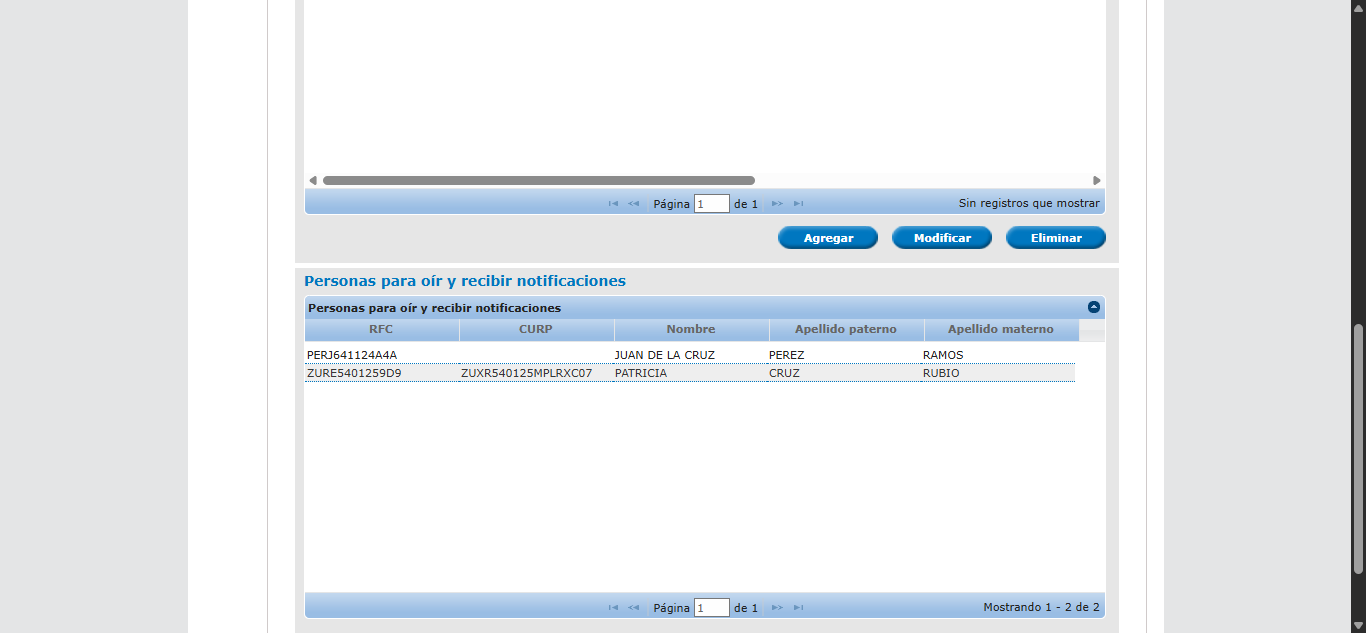 Página 1 de 1 Sin registros que mostrar
Agregar Modificar Eliminar
Personas para oír y recibir notificaciones
Personas para oír y recibir notificaciones
RFC CURP Nombre Apellido paterno Apellido materno
PERJ641124A4A JUAN DE LA CRUZ PEREZ RAMOS
ZURE5401259D9 ZUXR540125MPLRXC07 PATRICIA CRUZ RUBIO
Página 1 de 1 Mostrando 1 - 2 de 2